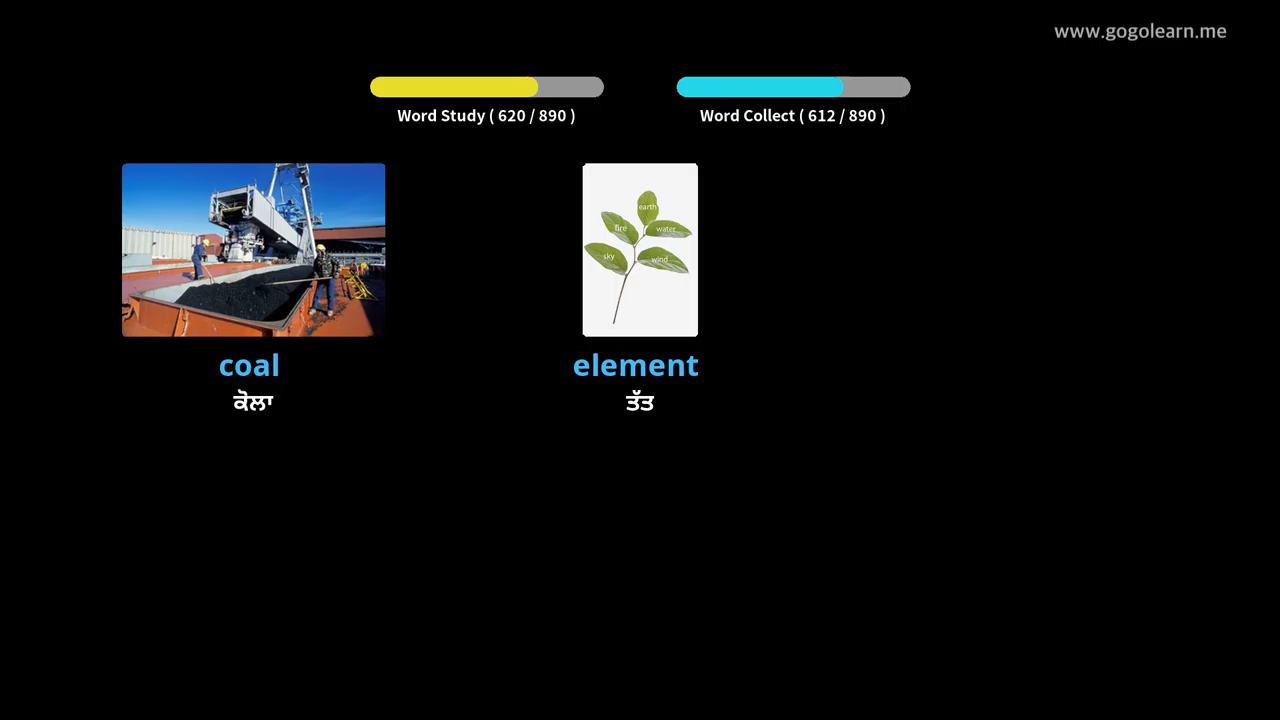 www.gogolearn.me
Word Study ( 620 / 890 )
Word Collect ( 612 / 890 )
earth
fire
water
sky
wind
coal
element
ਕੋਲਾ
ਤੱਤ